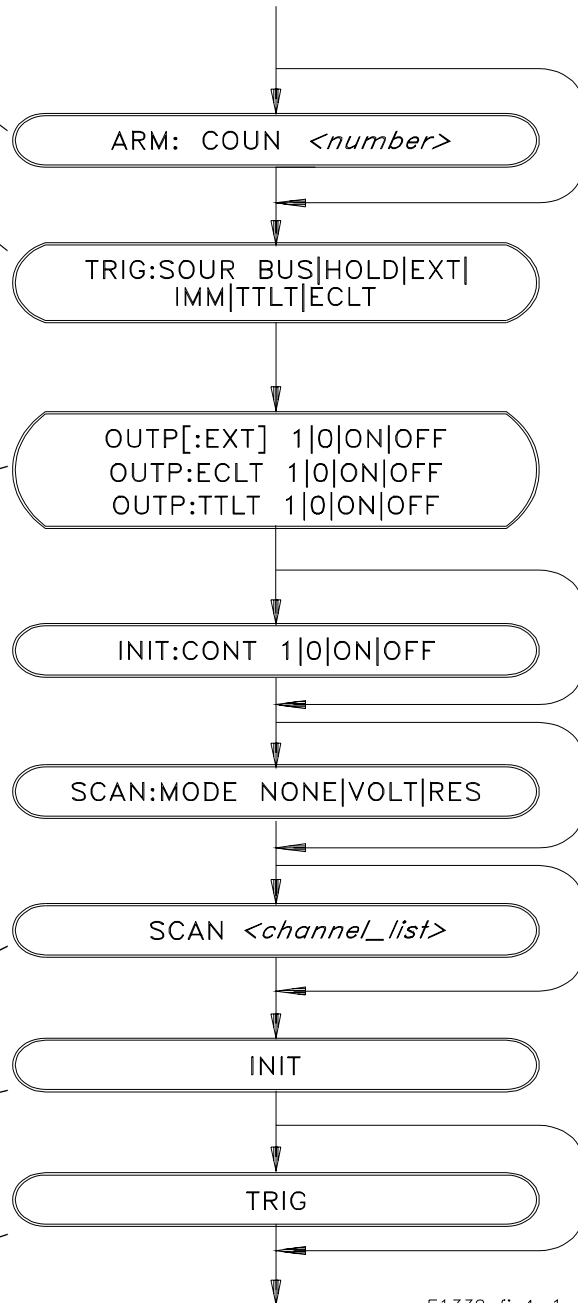 ARM: COUN <number>
TRIG:SOUR BUS|HOLD|EXT|
IMM|TTLT|ECLT
OUTP[:EXT] 1|0|ON|OFF
OUTP:ECLT 1|0|ON|OFF
OUTP:TTLT 1|0|ON|OFF
INIT:CONT 1|0|ON|OFF
SCAN:MODE NONE|VOLT|RES
SCAN <channel_list>
INIT
TRIG